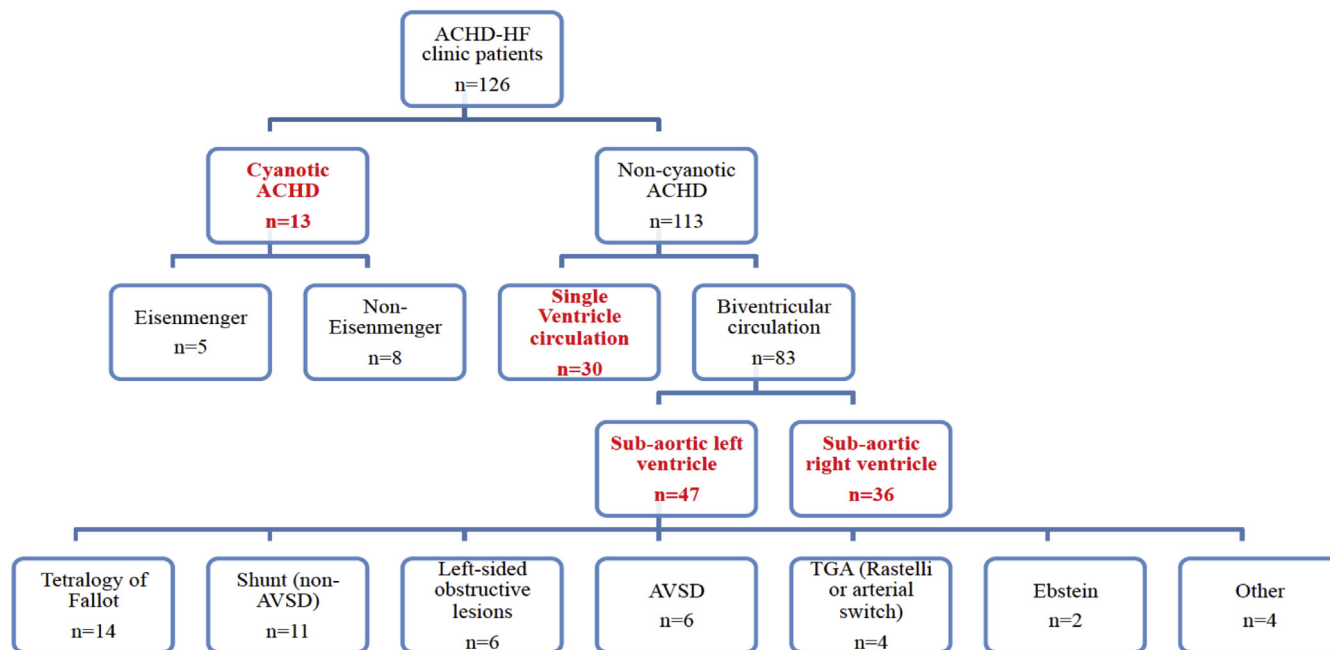 ACHD-HF
clinic patients
n=126
Cyanotic
ACHD
n=13
Non-cyanotic
ACHD
n=113
Eisenmenger
n=5
Non-
Eisenmenger
n=8
Single
Ventricle
circulation
n=30
Biventricular
circulation
n=83
Sub-aortic left
ventricle
n=47
Sub-aortic
right ventricle
n=36
Tetralogy of
Fallot
n=14
Shunt (non-
AVSD)
n=11
Left-sided
obstructive
lesions
n=6
AVSD
n=6
TGA (Rastelli
or arterial
switch)
n=4
Ebstein
n=2
Other
n=4